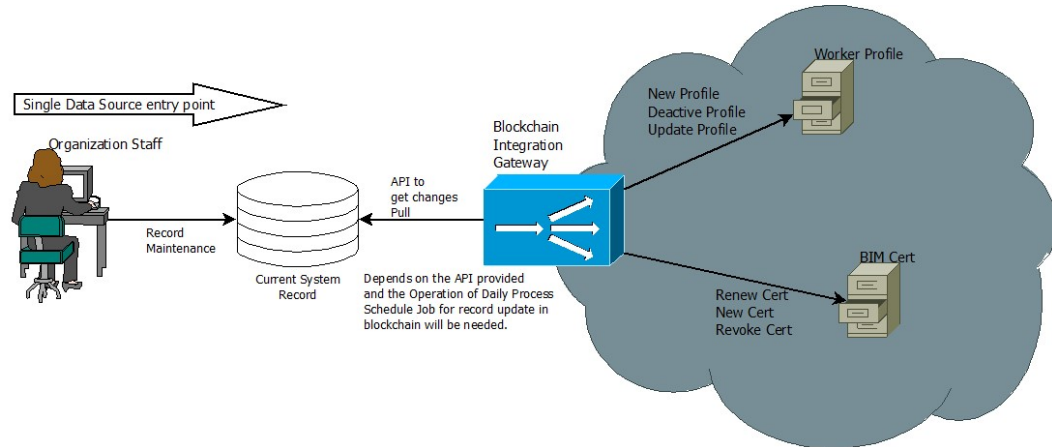 Single Data Source entry point
Organization Staff
Record
Maintenance
Current System
Record
API to
get changes
Pull
Depends on the API provided
and the Operation of Daily Process
Schedule Job for record update in
blockchain will be needed.
Blockchain
Integration
Gateway
Worker Profile
New Profile
Deactive Profile
Update Profile
BIM Cert
Renew Cert
New Cert
Revoke Cert